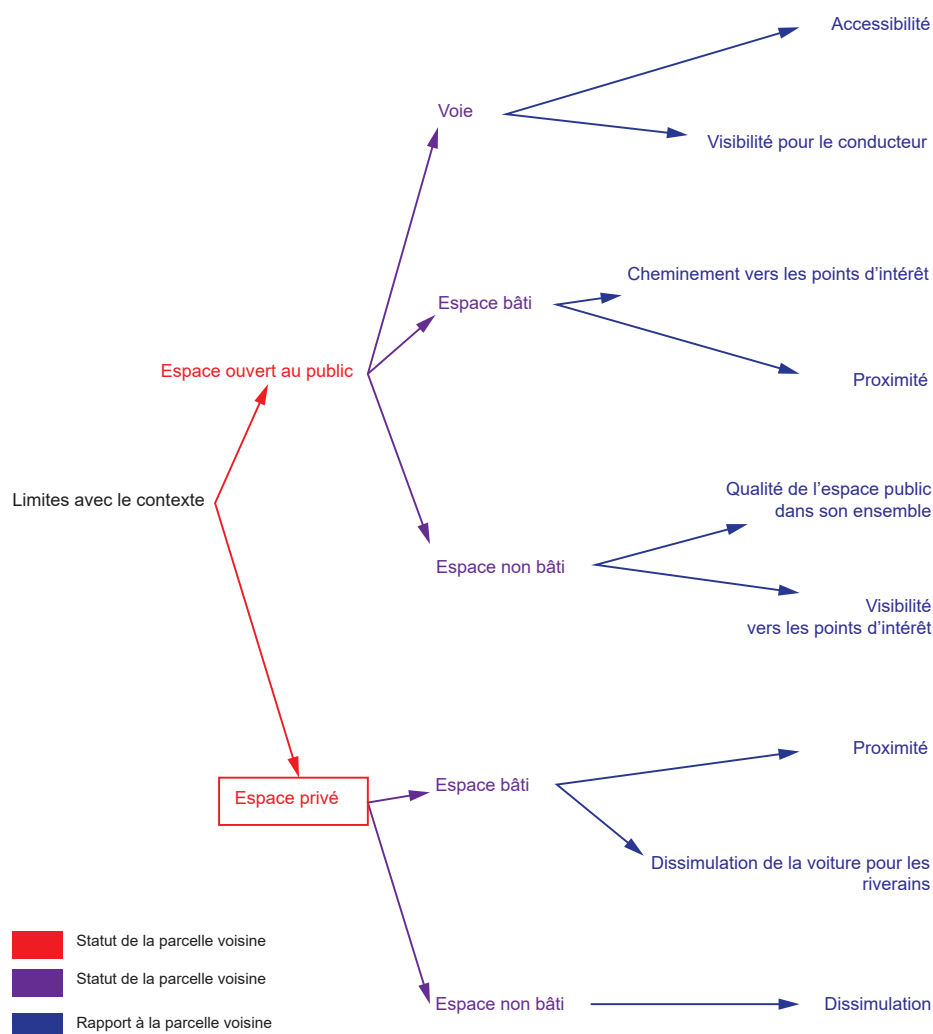 Accessibilité
Voie
Visibilité pour le conducteur
Cheminement vers les points d’intérêt
Espace bâti
Espace ouvert au public
Proximité
Limites avec le contexte
Qualité de l’espace public
dans son ensemble
Espace non bâti
Visibilité
vers les points d’intérêt
Proximité
Espace bâti
Espace privé
Dissimulation de la voiture pour les
riverains
Statut de la parcelle voisine
Statut de la parcelle voisine
Espace non bâti
Dissimulation
Rapport à la parcelle voisine